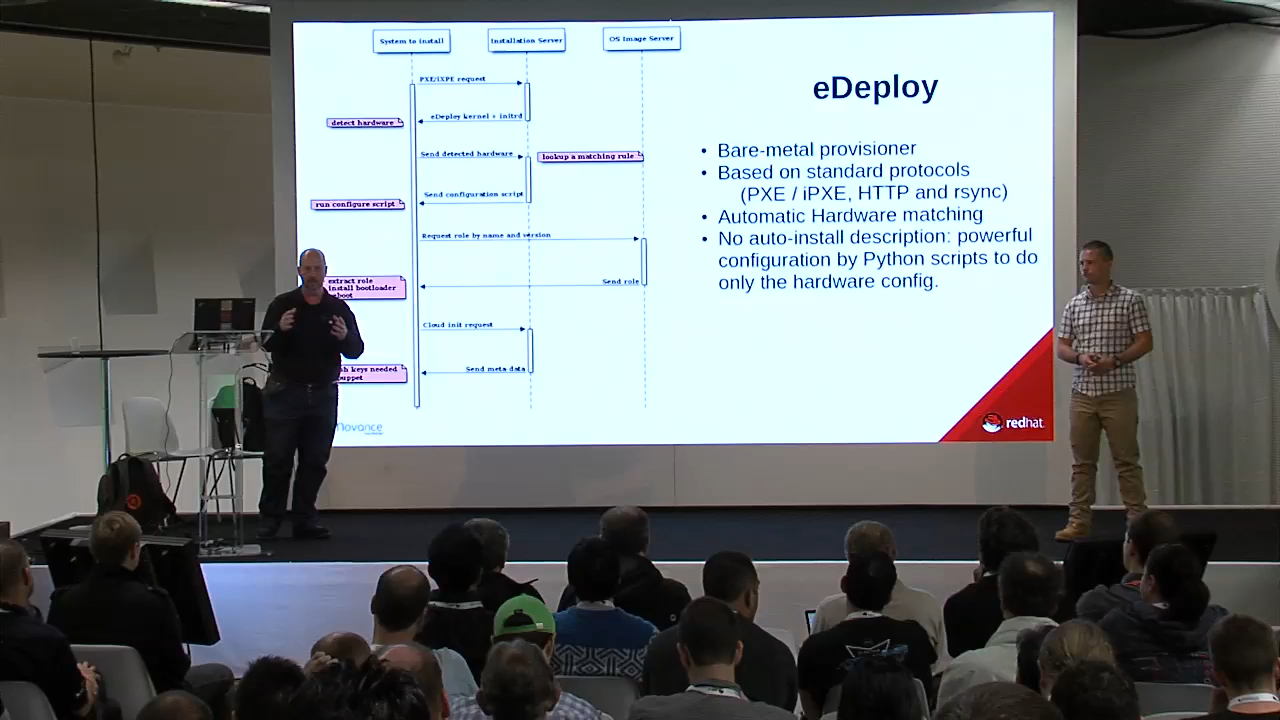 System to install
Installation Server
OS Image Server
PXE/iXPE request
eDeploy kernel + initrd
detect hardware
Send detected hardware
lookup a matching rule
Send configuration script
run configure script
Request role by name and version
Send role
extract role
install bootloader
Cloud init request
Send meta data
keys needed
eDeploy
• Bare-metal provisioner
• Based on standard protocols
(PXE / iPXE, HTTP and rsync)
• Automatic Hardware matching
• No auto-install description: powerful
configuration by Python scripts to do
only the hardware config.
redhat